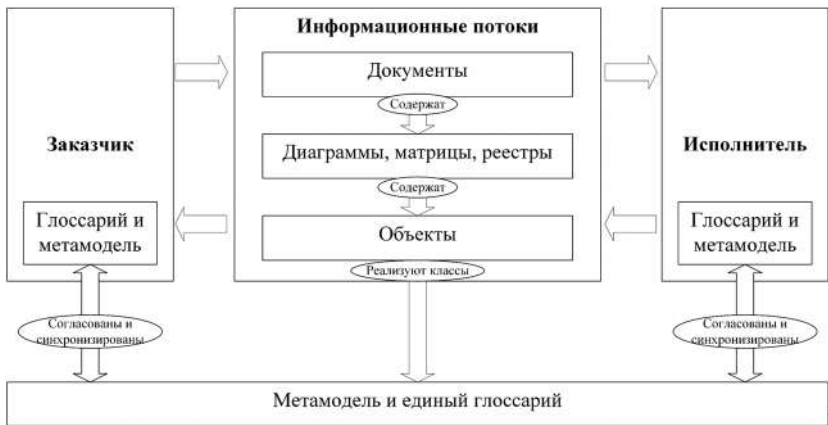 Информационные потоки
Документы
Содержат
Заказчик
Диаграммы, матрицы, реестры
Исполнитель
Содержат
Глоссарий и
метамодель
Объекты
Глоссарий и
метамодель
Реализуют классы
Согласованы и
синхронизированы
Согласованы и
синхронизированы
Метамодель и единый глоссарий